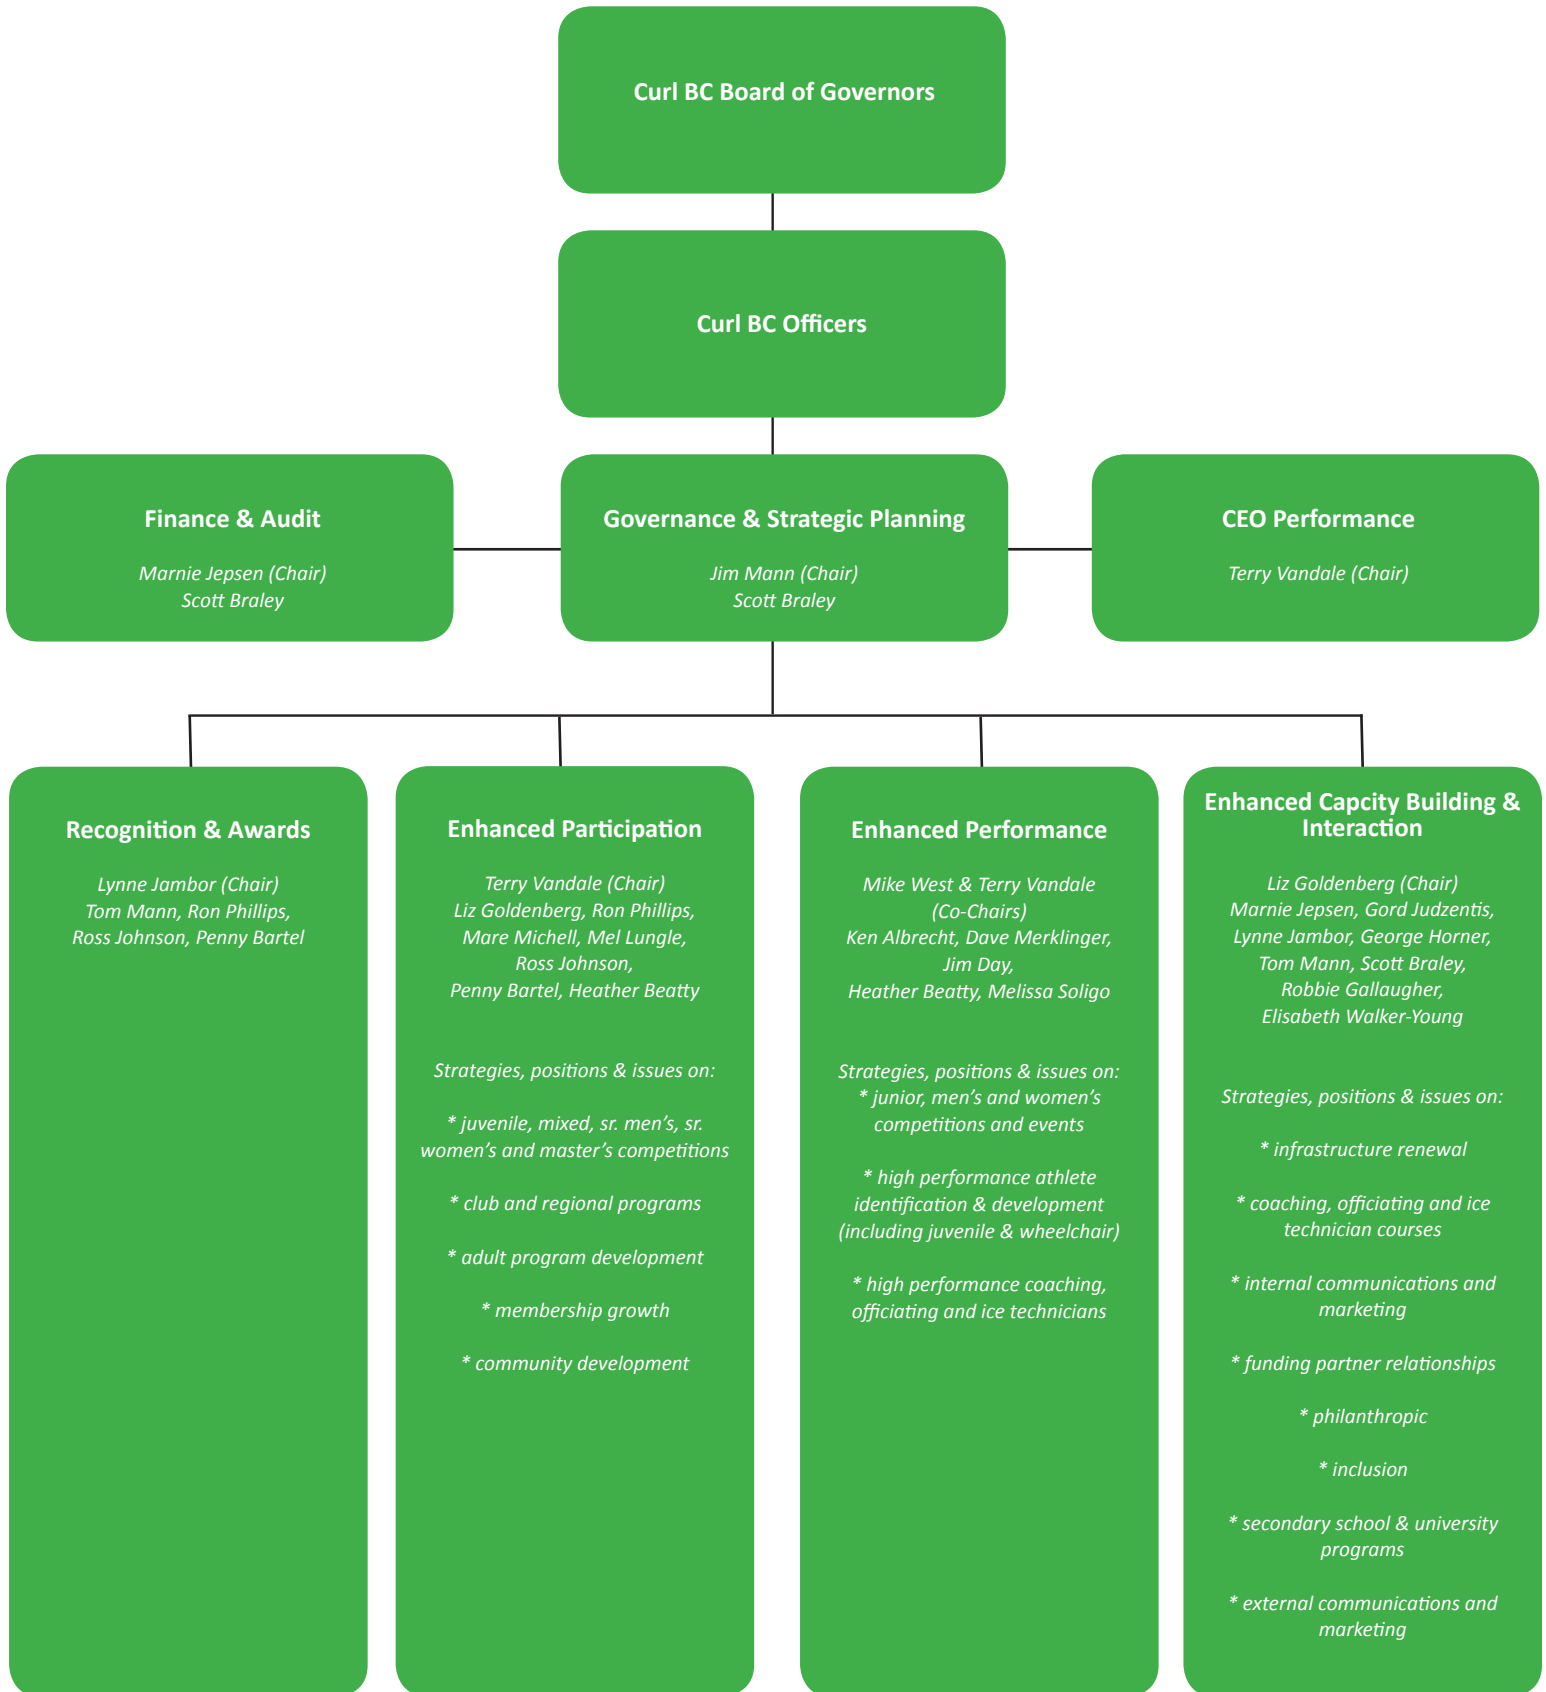 Curl BC Board of Governors
Curl BC Officers
Finance & Audit
Marnie Jepsen (Chair)
Scott Braley
Governance & Strategic Planning
Jim Mann (Chair)
Scott Braley
CEO Performance
Terry Vandale (Chair)
Recognition & Awards
Lynne Jambor (Chair)
Tom Mann, Ron Phillips,
Ross Johnson, Penny Bartel
Enhanced Participation
Terry Vandale (Chair)
Liz Goldenberg, Ron Phillips,
Mare Michell, Mel Lungle,
Ross Johnson,
Penny Bartel, Heather Beatty
Strategies, positions & issues on:
* juvenile, mixed, sr. men’s, sr.
women’s and master’s competitions
* club and regional programs
* adult program development
* membership growth
* community development
Enhanced Performance
Mike West & Terry Vandale
(Co-Chairs)
Ken Albrecht, Dave Merklinger,
Jim Day,
Heather Beatty, Melissa Soligo
Strategies, positions & issues on:
* junior, men’s and women’s
competitions and events
* high performance athlete
identification & development
(including juvenile & wheelchair)
* high performance coaching,
officiating and ice technicians
Enhanced Capcity Building &
Interaction
Liz Goldenberg (Chair)
Marnie Jepsen, Gord Judzentis,
Lynne Jambor, George Horner,
Tom Mann, Scott Braley,
Robbie Gallaugher,
Elisabeth Walker-Young
Strategies, positions & issues on:
* infrastructure renewal
* coaching, officiating and ice
technician courses
* internal communications and
marketing
* funding partner relationships
* philanthropic
* inclusion
* secondary school & university
programs
* external communications and
marketing